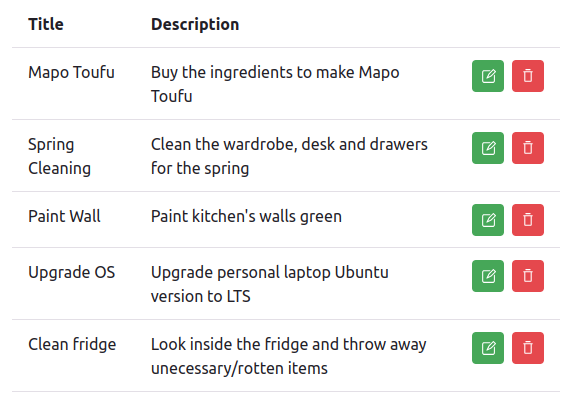 Title Description
Mapo Toufu Buy the ingredients to make Mapo
Toufu
Spring Clean the wardrobe, desk and drawers
Cleaning for the spring
Paint Wall Paint kitchen's walls green
Upgrade OS Upgrade personal laptop Ubuntu
version to LTS
Clean fridge Look inside the fridge and throw away
unecessary/rotten items